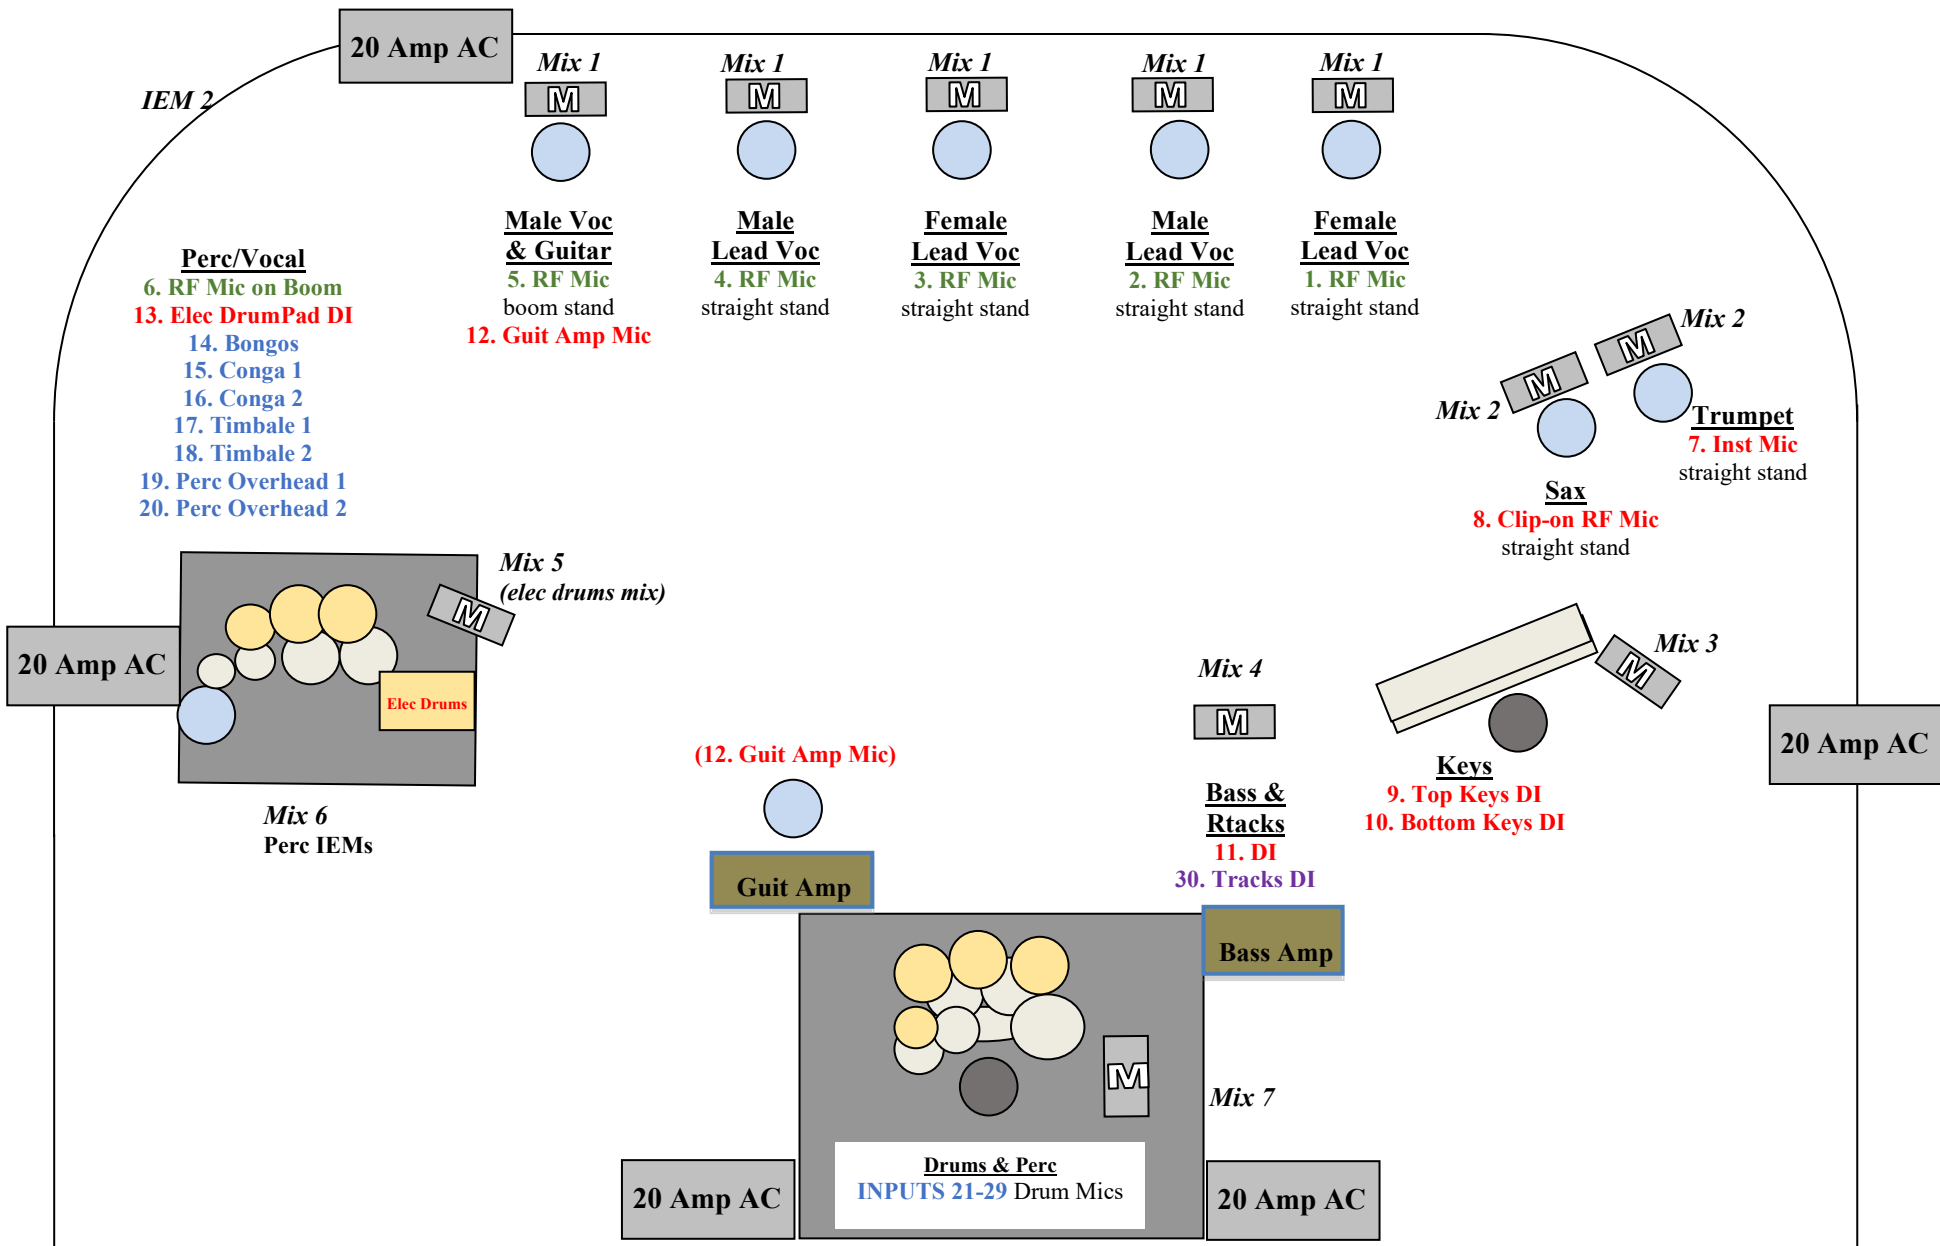 20 Amp AC
IEM 2
Mix 1
M
Mix 1
M
Mix 1
M
Mix 1
M
Mix 1
M
Male Voc
& Guitar
5. RF Mic
boom stand
12. Guit Amp Mic
Male
Lead Voc
4. RF Mic
straight stand
Female
Lead Voc
3. RF Mic
straight stand
Male
Lead Voc
2. RF Mic
straight stand
Female
Lead Voc
1. RF Mic
straight stand
Perc/Vocal
6. RF Mic on Boom
13. Elec DrumPad DI
14. Bongos
15. Conga 1
16. Conga 2
17. Timbale 1
18. Timbale 2
19. Perc Overhead 1
20. Perc Overhead 2
Mix 2
M
Mix 2
M
Trumpet
7. Inst Mic
straight stand
Sax
8. Clip-on RF Mic
straight stand
Mix 5
(elec drums mix)
M
20 Amp AC
Elec Drums
Mix 6
Perc IEMs
Mix 4
M
Mix 3
M
20 Amp AC
Keys
9. Top Keys DI
10. Bottom Keys DI
(12. Guit Amp Mic)
Guit Amp
Bass &
Rtacks
11. DI
30. Tracks DI
Bass Amp
M
Mix 7
20 Amp AC
Drums & Perc
INPUTS 21-29 Drum Mics
20 Amp AC